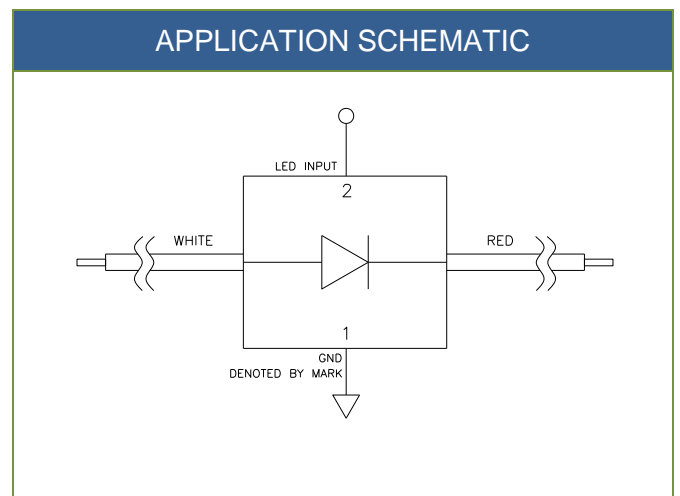 APPLICATION SCHEMATIC
LED INPUT
2
WHITE
RED
1
GND
DENOTED BY MARK